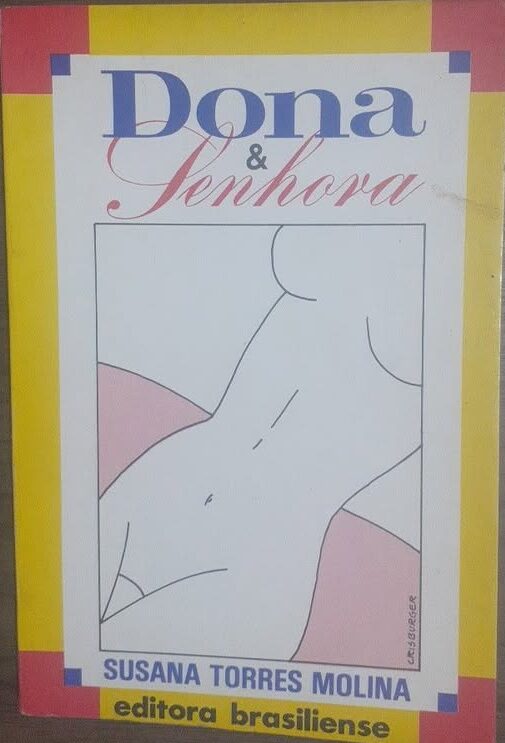 Dona
&
Senhora
CRISBURGER
SUSANA TORRES MOLINA
editora brasiliense